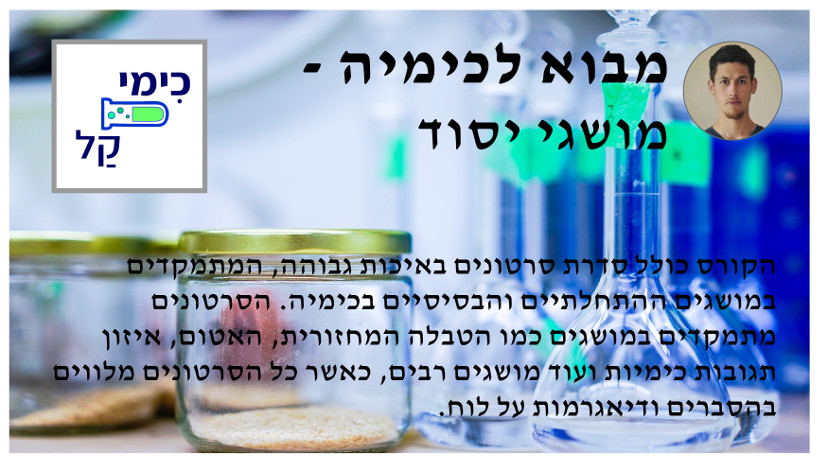 מבוא לכימיה -
מושגי יסוד
כִימי
קַל
הקורס כולל סדרת סרטונים באיכות גבוהה, המתמקדים
במושגים ההתחלתיים והבסיסיים בכימיה. הסרטונים
מתמקדים במושגים כמו הטבלה המחזורית, האטום, איזון
תגובות כימיות ועוד מושגים רבים, כאשר כל הסרטונים מלווים
בהסברים ודיאגרמות על לוח.